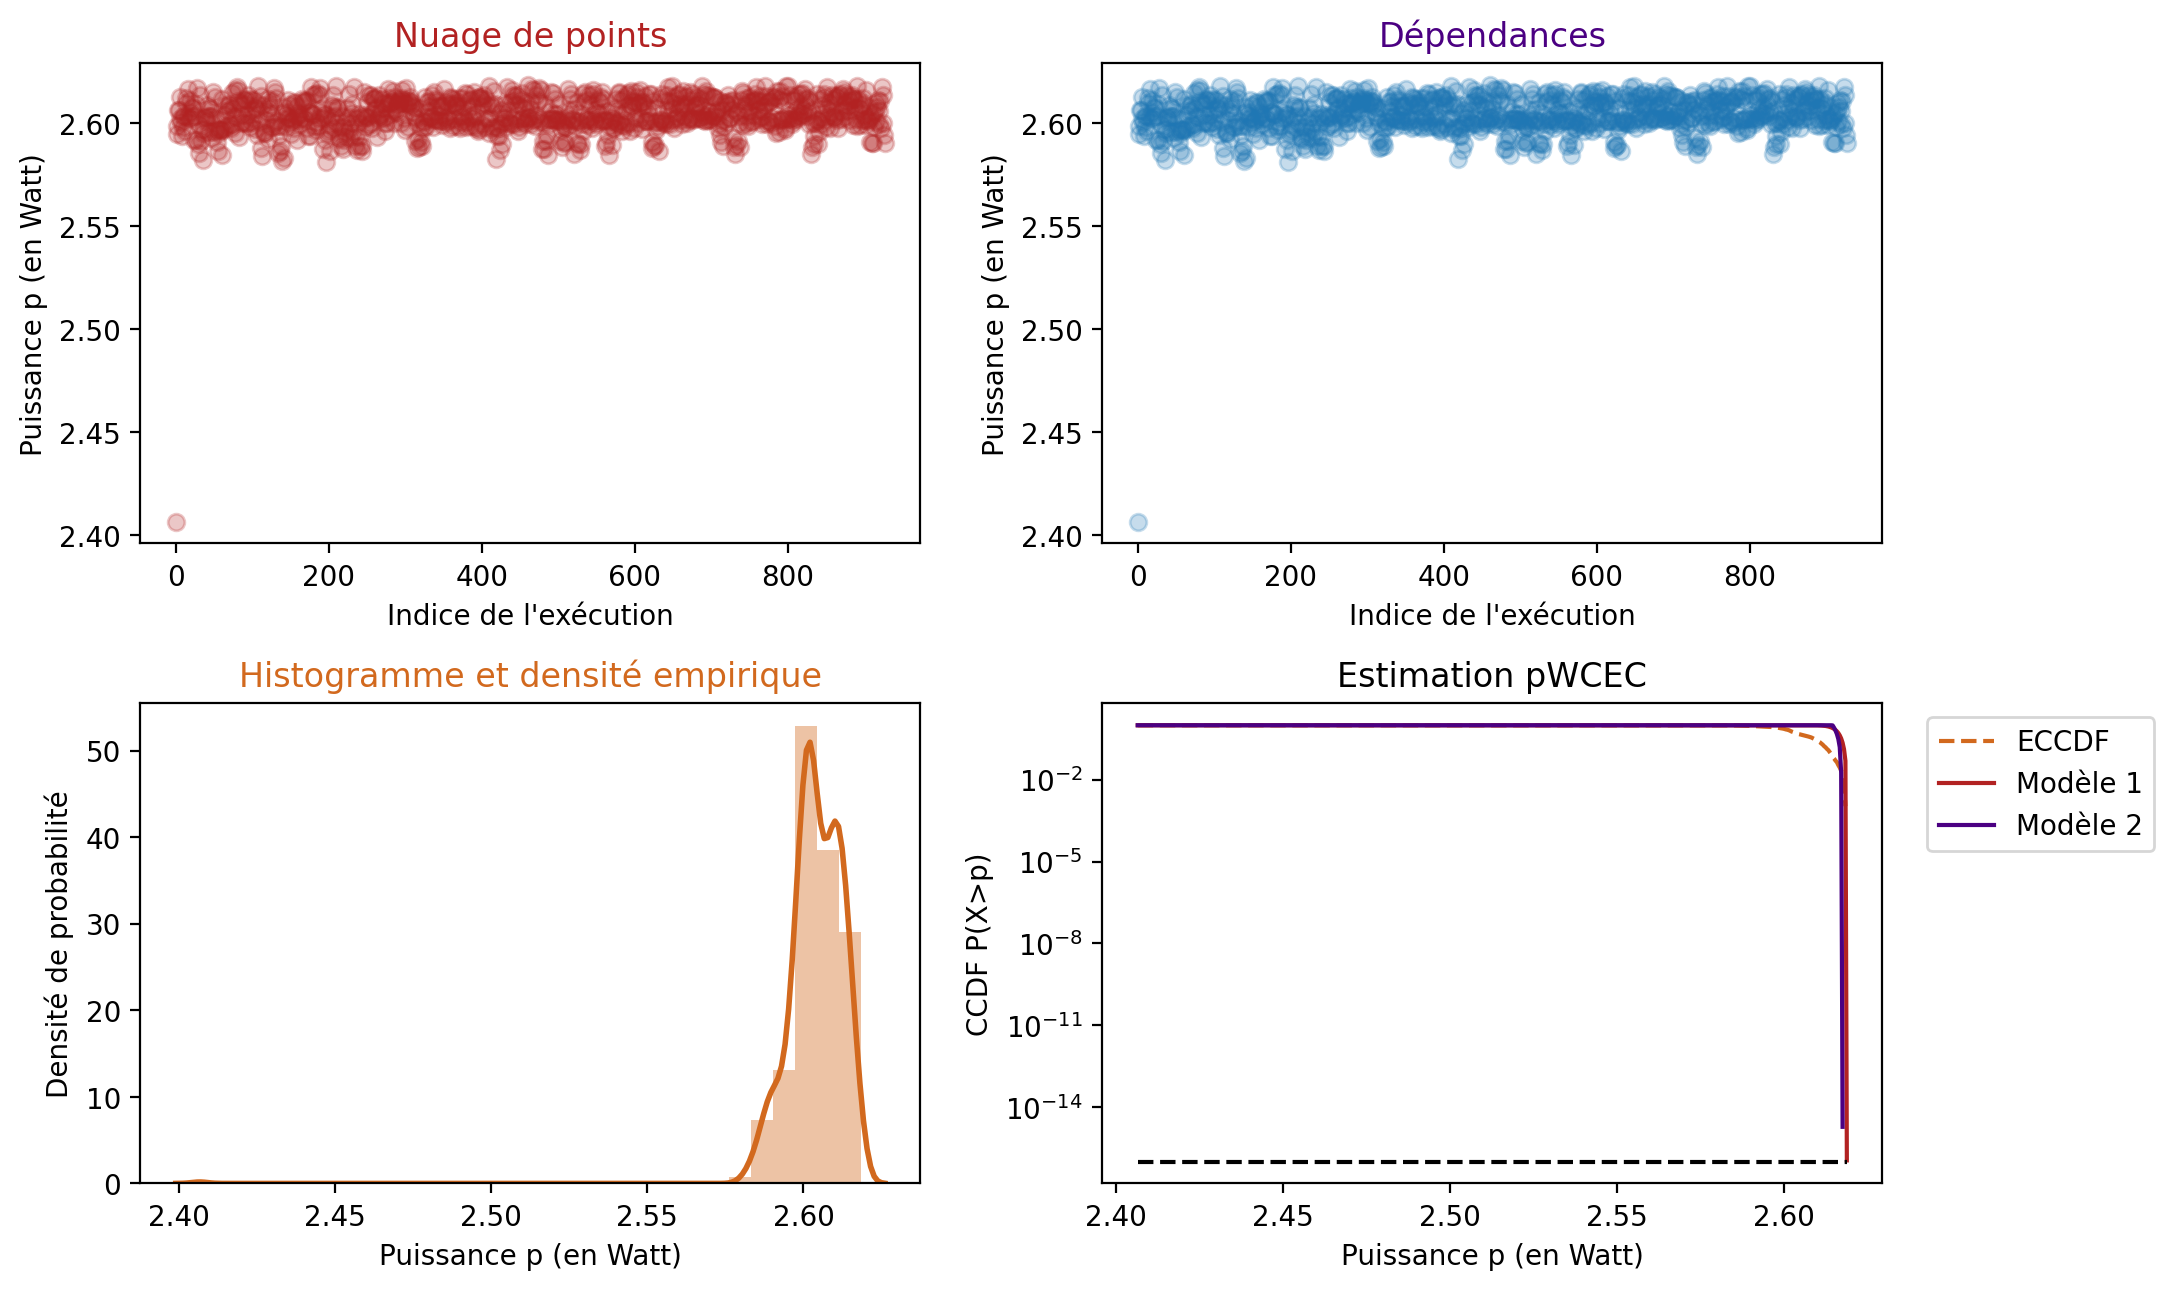 Nuage de points
Puissance p (en Watt)
2.60
2.55
2.50
2.45
2.40
0 200 400 600 800
Indice de l'exécution
Dépendances
Puissance p (en Watt)
2.60
2.55
2.50
2.45
2.40
0 200 400 600 800
Indice de l'exécution
Histogramme et densité empirique
Densité de probabilité
50
40
30
20
10
0
2.40 2.45 2.50 2.55 2.60
Puissance p (en Watt)
Estimation pWCEC
CCDF P(X>p)
10⁻²
10⁻⁵
10⁻⁸
10⁻¹¹
10⁻¹⁴
2.40 2.45 2.50 2.55 2.60
Puissance p (en Watt)
ECCDF
Modèle 1
Modèle 2